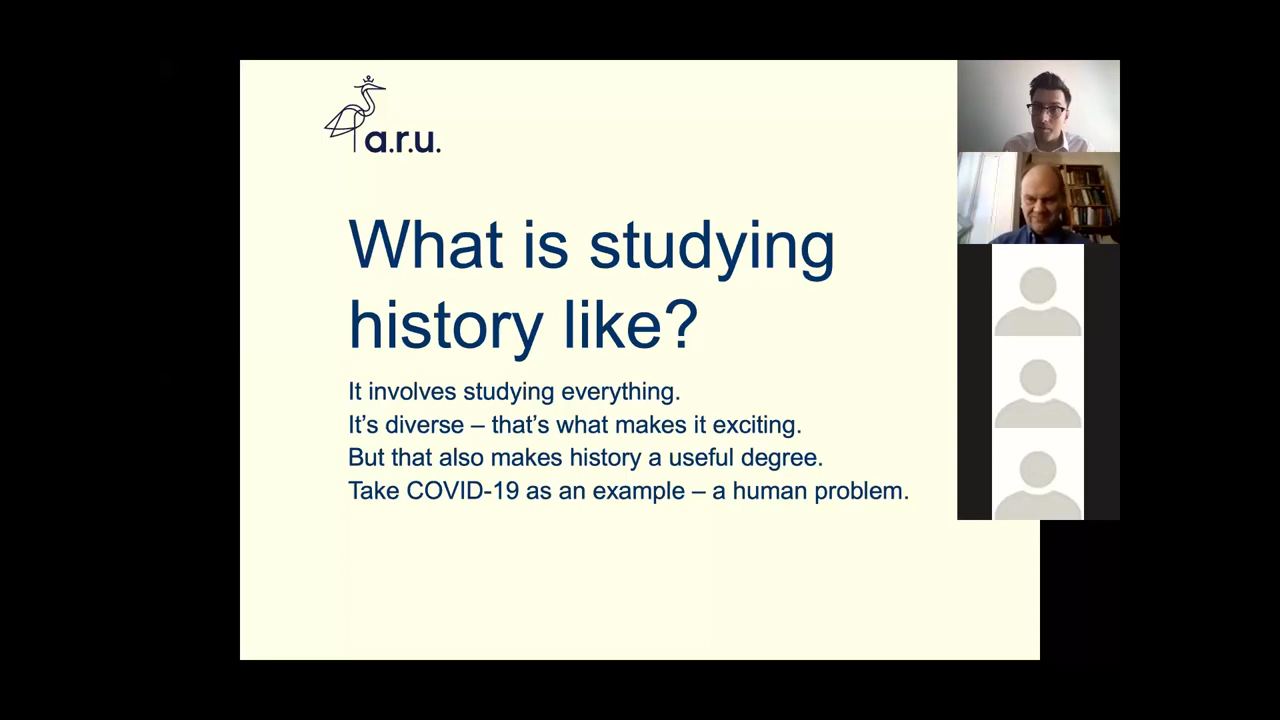 a.r.u.
What is studying
history like?
It involves studying everything.
It’s diverse – that’s what makes it exciting.
But that also makes history a useful degree.
Take COVID-19 as an example – a human problem.